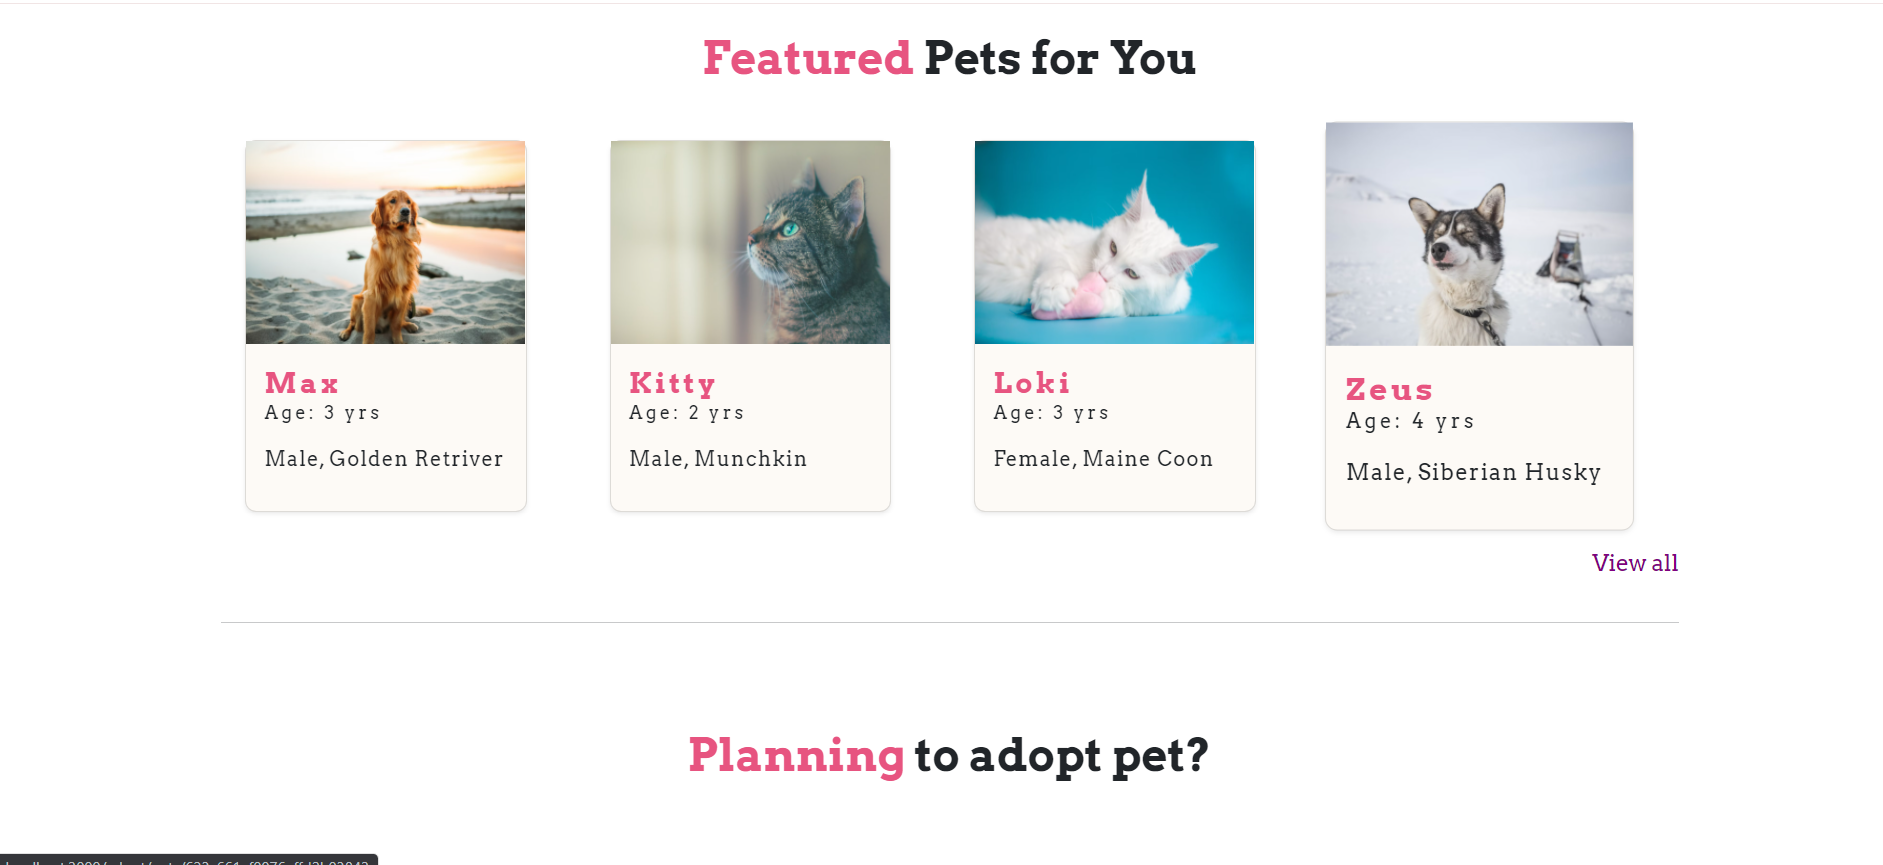 Featured Pets for You
Max
Age: 3 yrs
Male, Golden Retriver
Kitty
Age: 2 yrs
Male, Munchkin
Loki
Age: 3 yrs
Female, Maine Coon
Zeus
Age: 4 yrs
Male, Siberian Husky
View all
Planning to adopt pet?